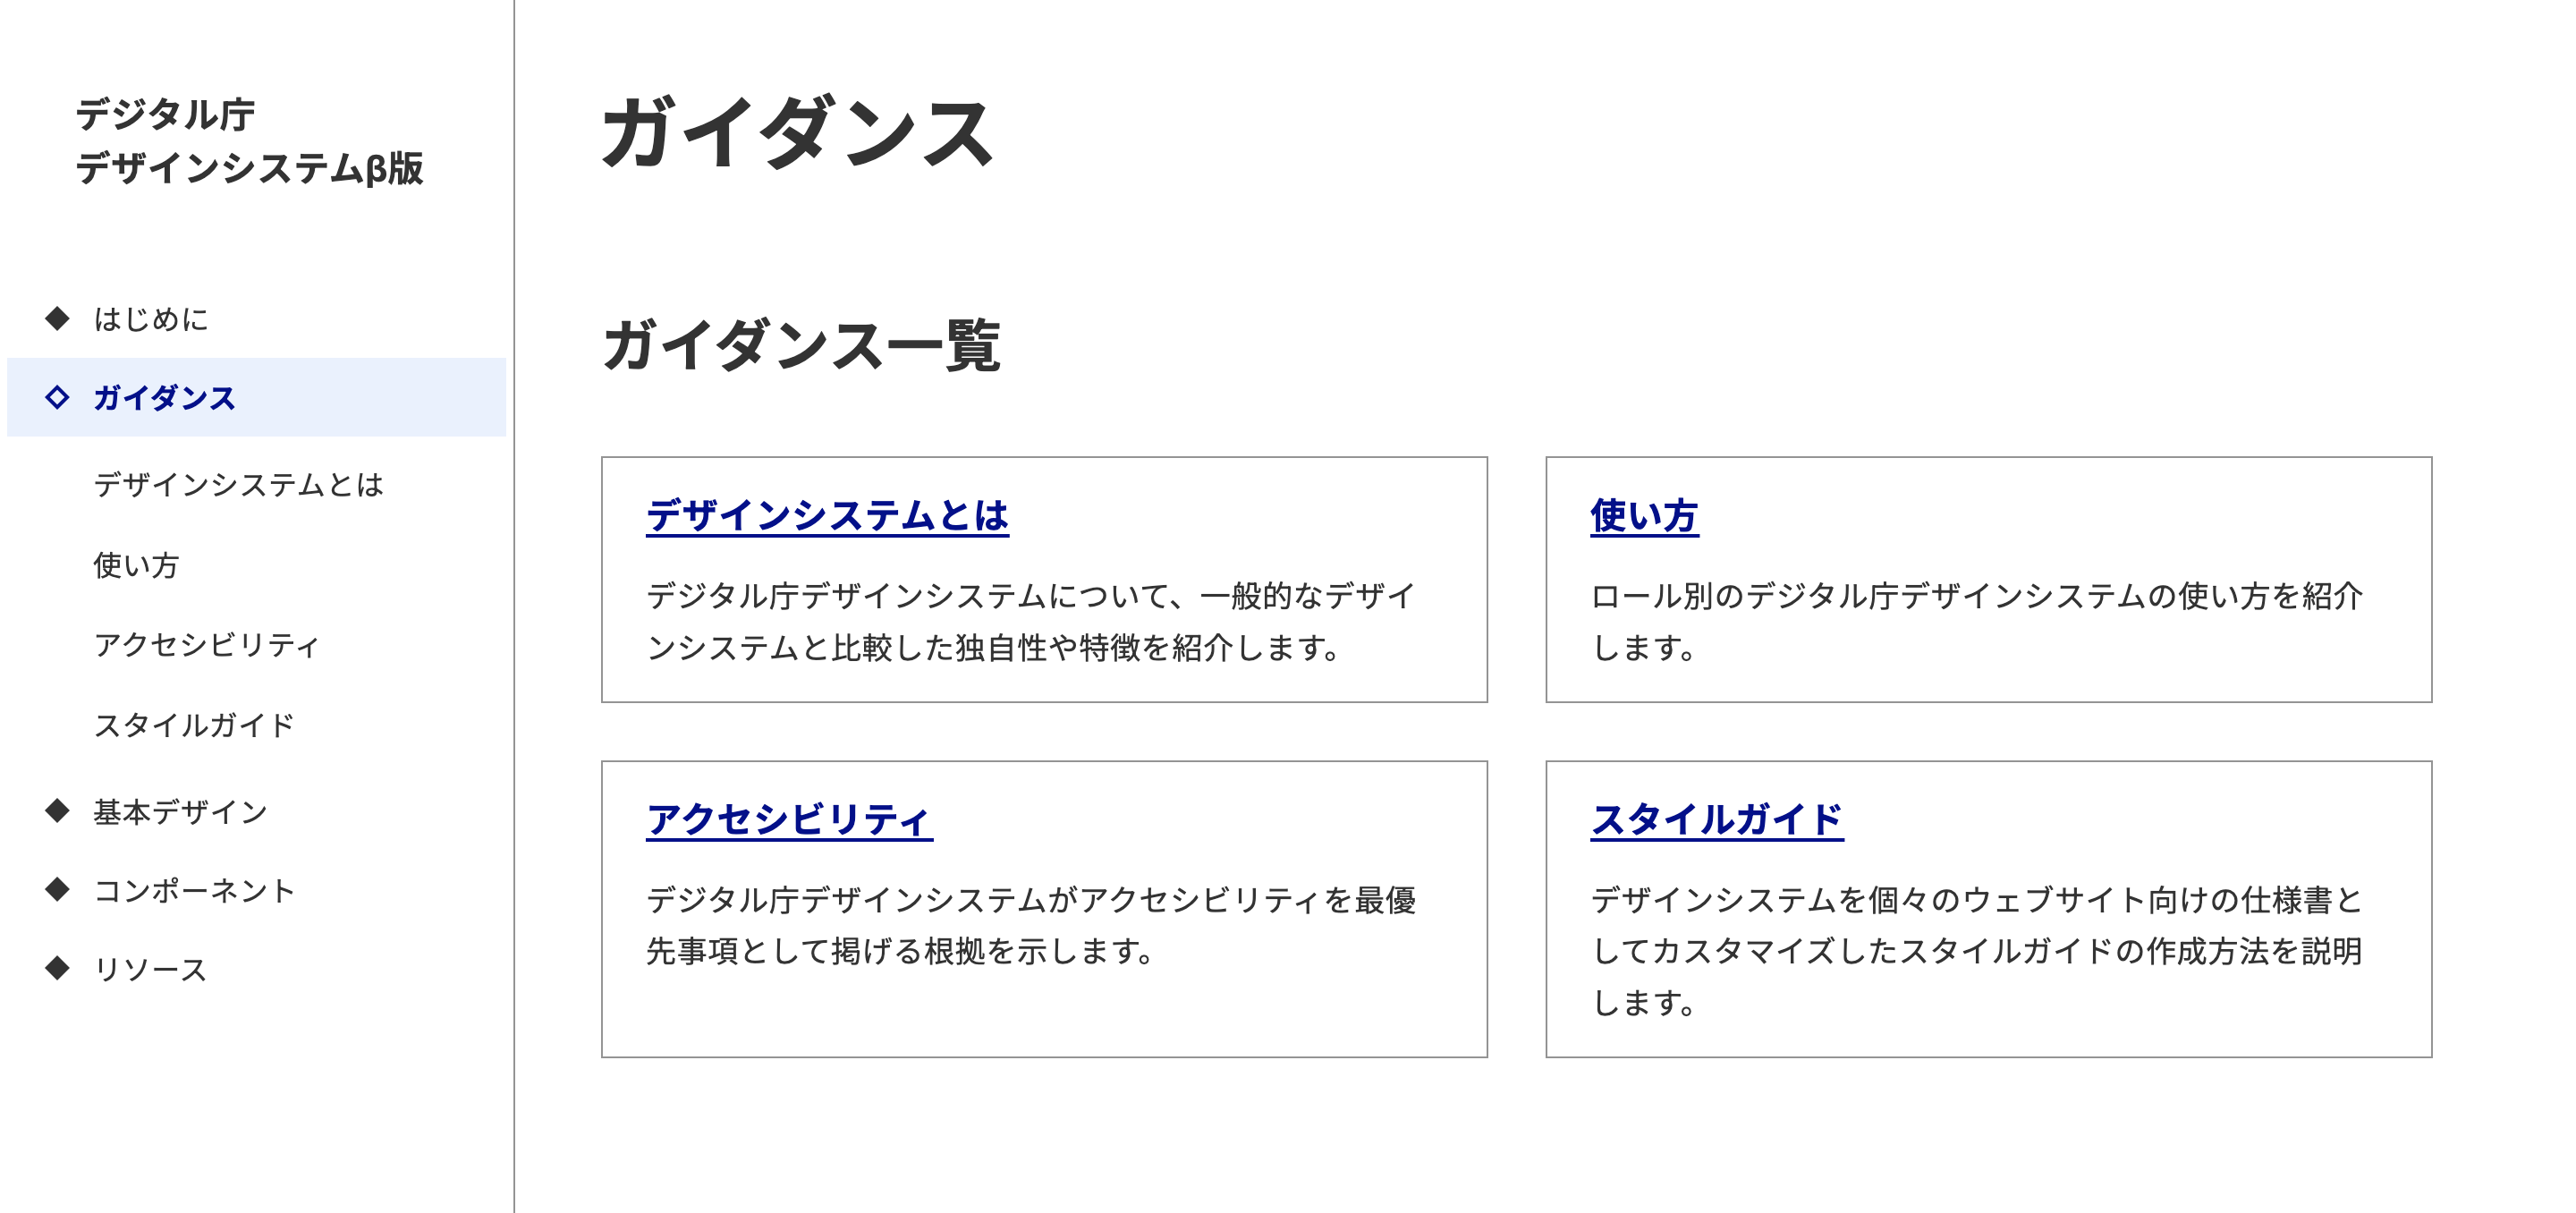 デジタル庁
デザインシステムβ版
◆ はじめに
◇ ガイダンス
デザインシステムとは
使い方
アクセシビリティ
スタイルガイド
◆ 基本デザイン
◆ コンポーネント
◆ リソース
ガイダンス
ガイダンス一覧
デザインシステムとは
デジタル庁デザインシステムについて、一般的なデザイ
ンシステムと比較した独自性や特徴を紹介します。
使い方
ロール別のデジタル庁デザインシステムの使い方を紹介
します。
アクセシビリティ
デジタル庁デザインシステムがアクセシビリティを最優
先事項として掲げる根拠を示します。
スタイルガイド
デザインシステムを個々のウェブサイト向けの仕様書と
してカスタマイズしたスタイルガイドの作成方法を説明
します。